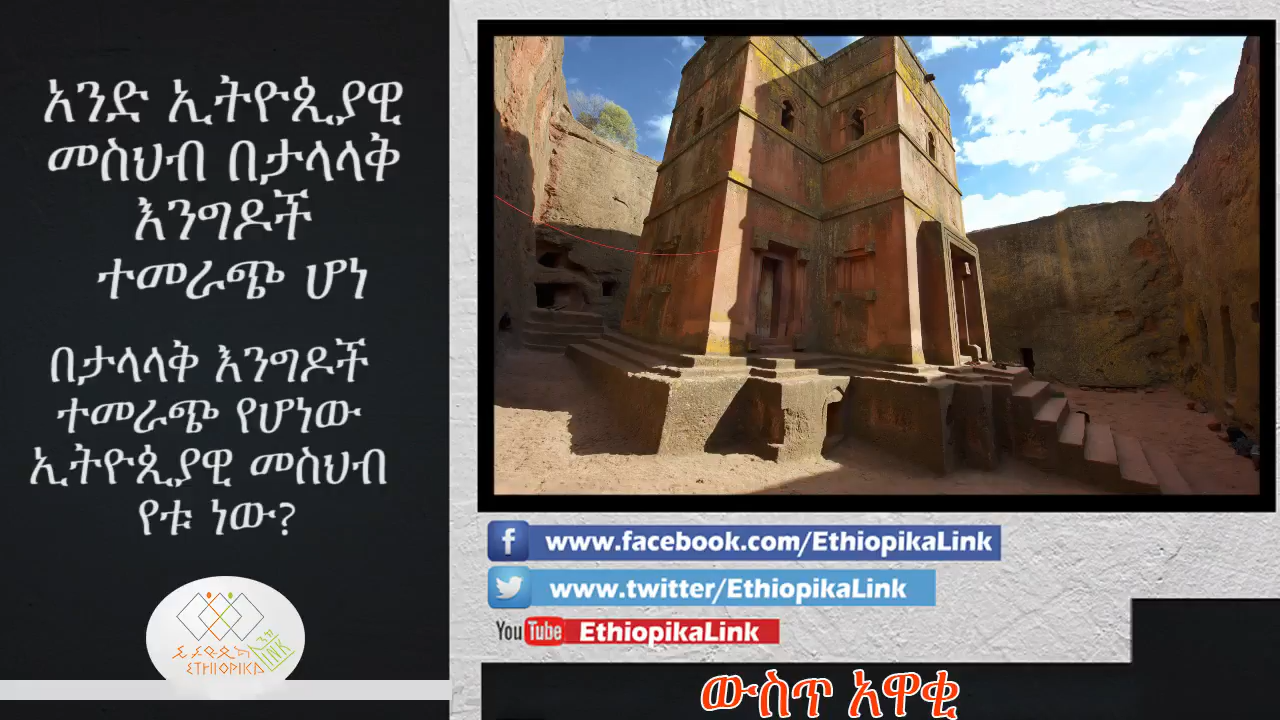 አንድ ኢትዮጲያዊ
መስህብ በታላላቅ
እንግዶች
ተመራጭ ሆነ
በታላላቅ እንግዶች
ተመራጭ የሆነው
ኢትዮጲያዊ መስህብ
የቱ ነው?
ETHIOPIKA
LINK
www.facebook.com/EthiopikaLink
www.twitter/EthiopikaLink
YouTube EthiopikaLink
ውስጥ አዋቂ